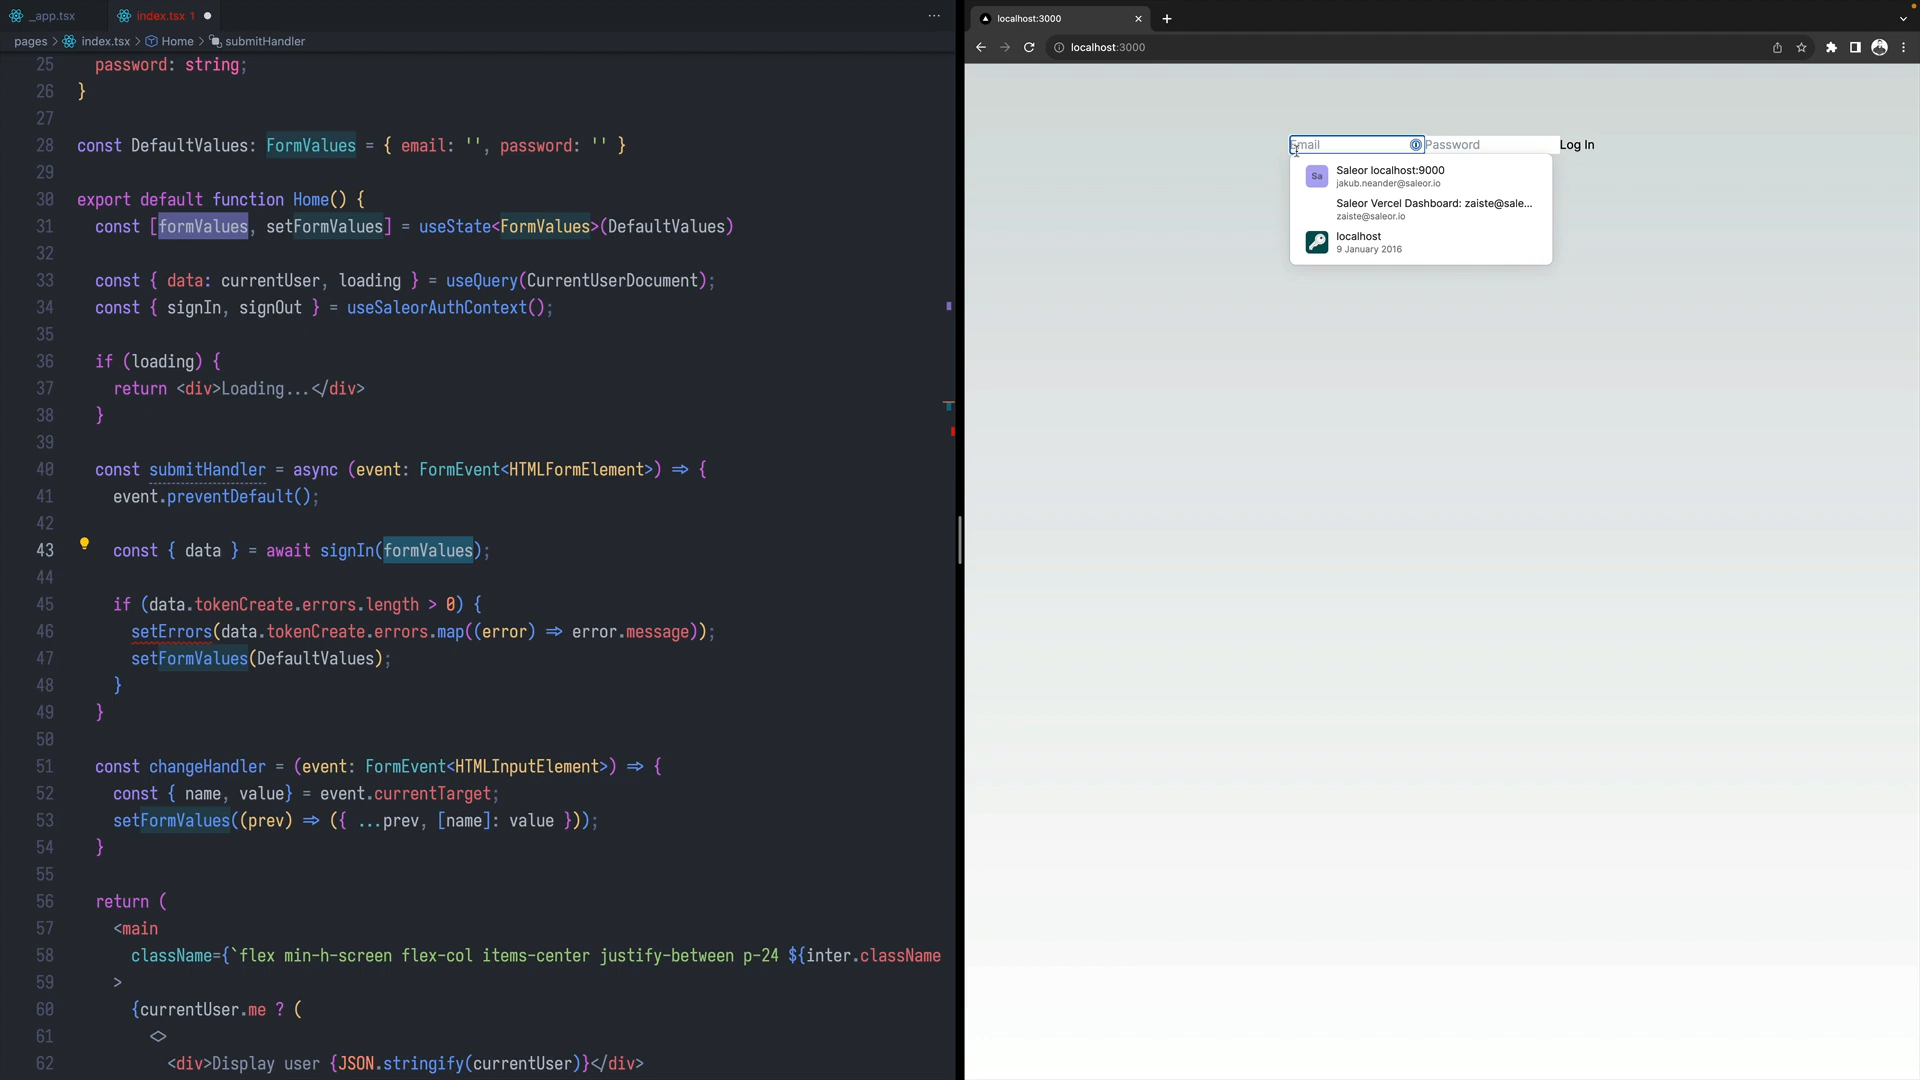 _app.tsx
index.tsx 1
pages > index.tsx > Home > submitHandler
25 password: string;
26 }
27
28 const DefaultValues: FormValues = { email: '', password: '' }
29
30 export default function Home() {
31 const [formValues, setFormValues] = useState<FormValues>(DefaultValues)
32
33 const { data: currentUser, loading } = useQuery(CurrentUserDocument);
34 const { signIn, signOut } = useSaleorAuthContext();
35
36 if (loading) {
37 return <div>Loading...</div>
38 }
39
40 const submitHandler = async (event: FormEvent<HTMLFormElement>) => {
41 event.preventDefault();
42
43 const { data } = await signIn(formValues);
44
45 if (data.tokenCreate.errors.length > 0) {
46 setErrors(data.tokenCreate.errors.map((error) => error.message));
47 setFormValues(DefaultValues);
48 }
49 }
50
51 const changeHandler = (event: FormEvent<HTMLInputElement>) => {
52 const { name, value} = event.currentTarget;
53 setFormValues((prev) => ({ ...prev, [name]: value }));
54 }
55
56 return (
57 <main
58 className={`flex min-h-screen flex-col items-center justify-between p-24 ${inter.className
59 >
60 {currentUser.me ? (
61 <>
62 <div>Display user {JSON.stringify(currentUser)}</div>
localhost:3000
localhost:3000
Email Password Log In
Sa
Saleor localhost:9000
jakub.neander@saleor.io
Saleor Vercel Dashboard: zaiste@sale...
zaiste@saleor.io
localhost
9 January 2016